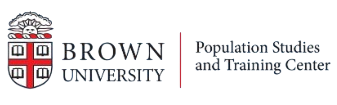 BROWN
UNIVERSITY
Population Studies
and Training Center